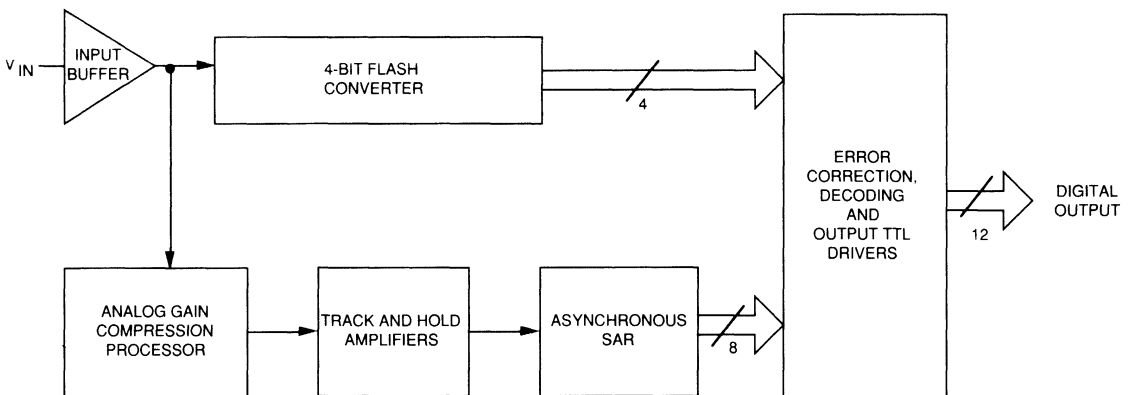 V IN
INPUT
BUFFER
4-BIT FLASH
CONVERTER
4
ERROR
CORRECTION,
DECODING
AND
OUTPUT TTL
DRIVERS
12
DIGITAL
OUTPUT
ANALOG GAIN
COMPRESSION
PROCESSOR
TRACK AND HOLD
AMPLIFIERS
ASYNCHRONOUS
SAR
8